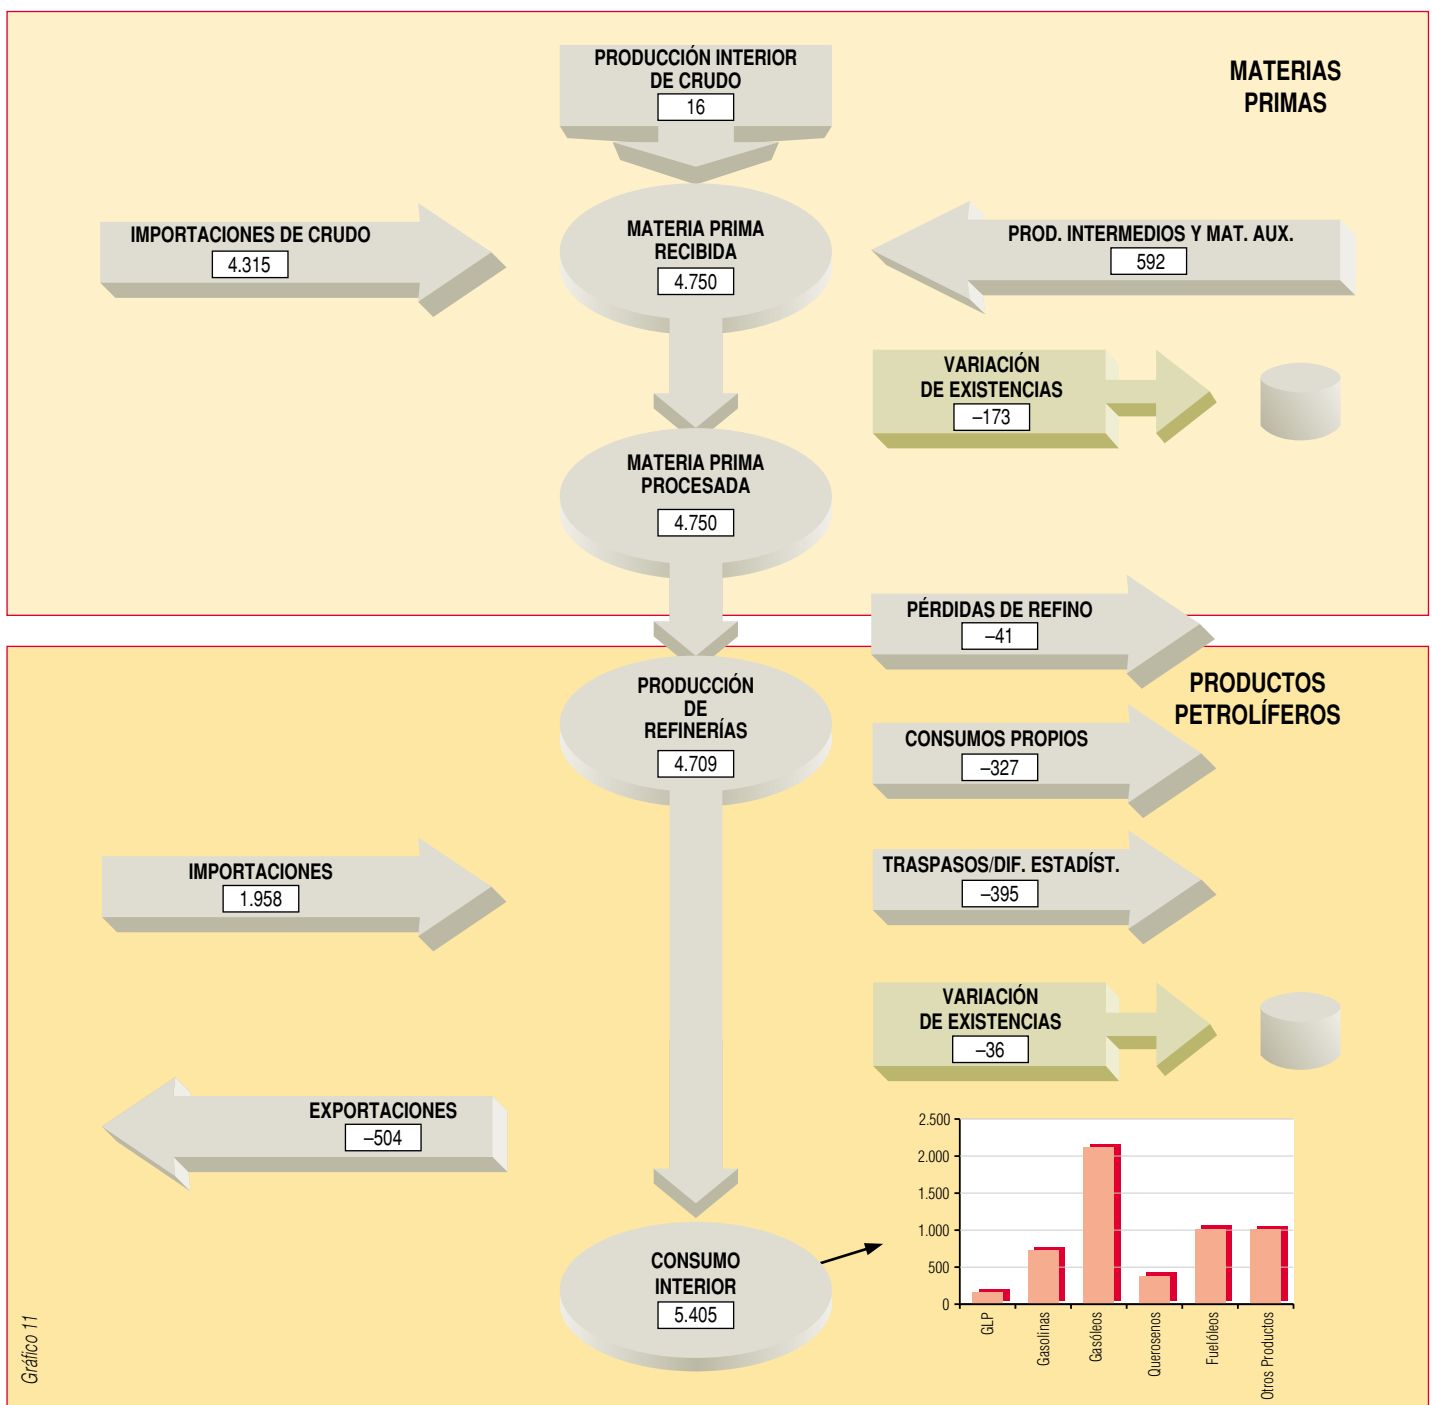 PRODUCCIÓN INTERIOR
DE CRUDO
16
MATERIAS
PRIMAS
IMPORTACIONES DE CRUDO
4.315
MATERIA PRIMA
RECIBIDA
4.750
PROD. INTERMEDIOS Y MAT. AUX.
592
VARIACIÓN
DE EXISTENCIAS
–173
MATERIA PRIMA
PROCESADA
4.750
PÉRDIDAS DE REFINO
–41
PRODUCTOS
PETROLÍFEROS
PRODUCCIÓN
DE
REFINERÍAS
4.709
CONSUMOS PROPIOS
–327
IMPORTACIONES
1.958
TRASPASOS/DIF. ESTADÍST.
–395
VARIACIÓN
DE EXISTENCIAS
–36
EXPORTACIONES
–504
CONSUMO
INTERIOR
5.405
2.500
2.000
1.500
1.000
500
0
GLP
Gasolinas
Gasóleos
Querosenos
Fuelóleos
Otros Productos
Gráfico 11